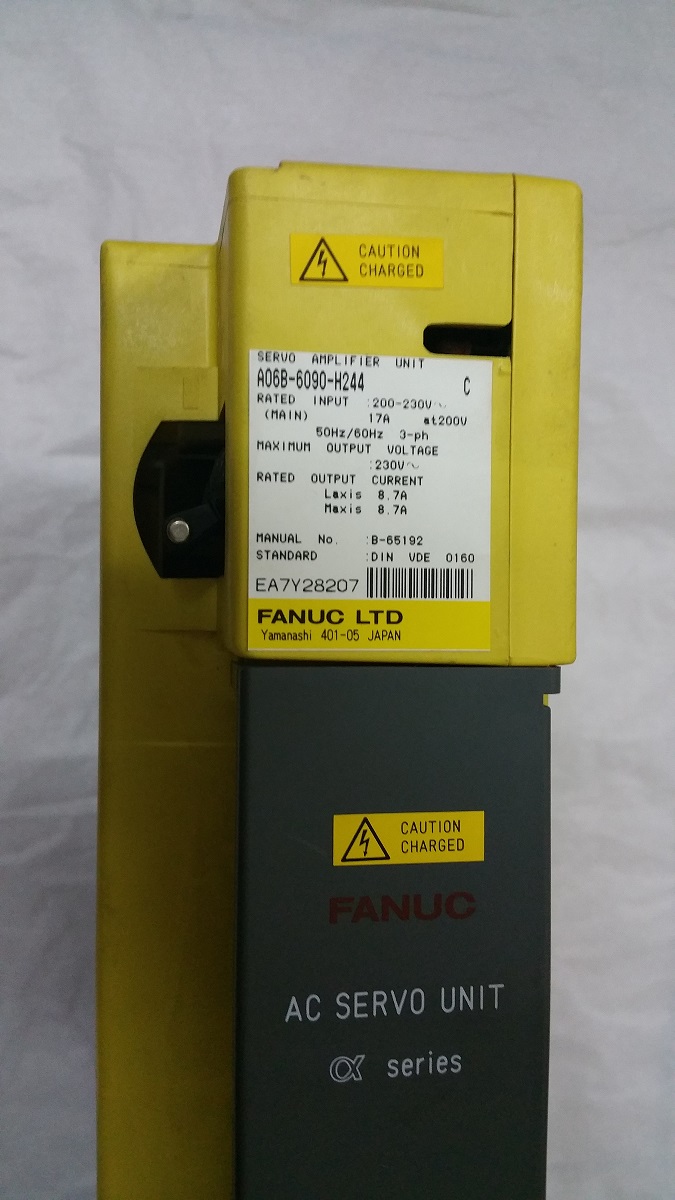 CAUTION
CHARGED
SERVO AMPLIFIER UNIT
A06B-6090-H244 C
RATED INPUT :200-230V~
(MAIN) 17A at200V
50Hz/60Hz 3-ph
MAXIMUM OUTPUT VOLTAGE
:230V~
RATED OUTPUT CURRENT
Laxis 8.7A
Maxis 8.7A
MANUAL No. :B-65192
STANDARD :DIN VDE 0160
EA7Y28207
FANUC LTD
Yamanashi 401-05 JAPAN
CAUTION
CHARGED
FANUC
AC SERVO UNIT
α series